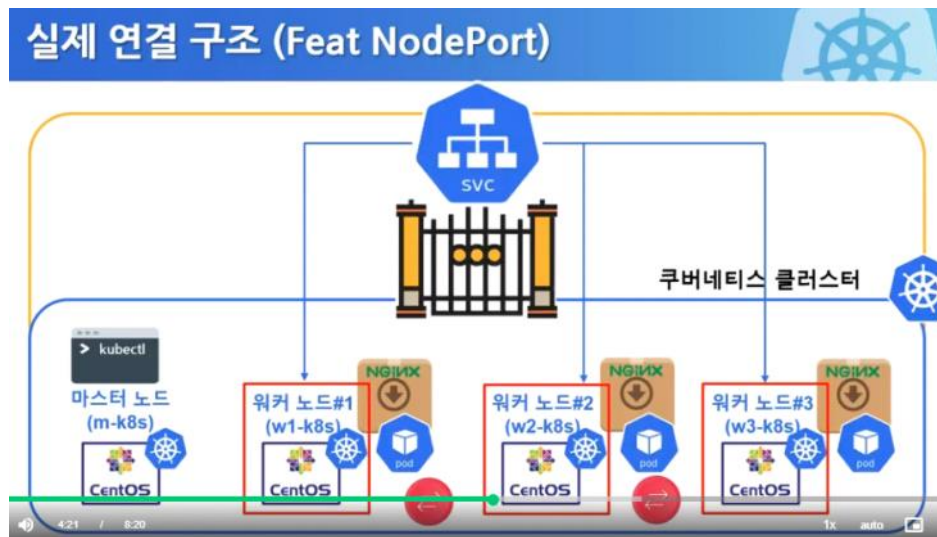 실제 연결 구조 (Feat NodePort)
SVC
쿠버네티스 클러스터
> kubectl
마스터 노드
(m-k8s)
CentOS
NGINX
워커 노드#1
(w1-k8s)
pod
CentOS
NGINX
워커 노드#2
(w2-k8s)
pod
CentOS
NGINX
워커 노드#3
(w3-k8s)
pod
CentOS
4:21 / 8:20
1x auto